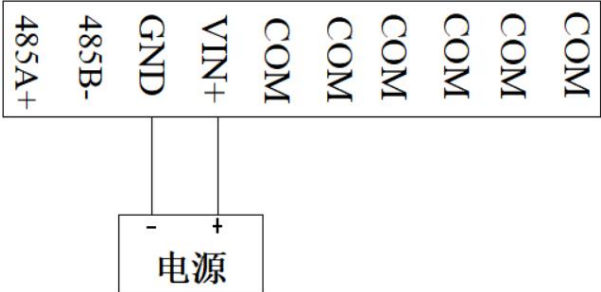 485A+
485B-
GND
VIN+
COM
COM
COM
COM
COM
COM
- +
电源